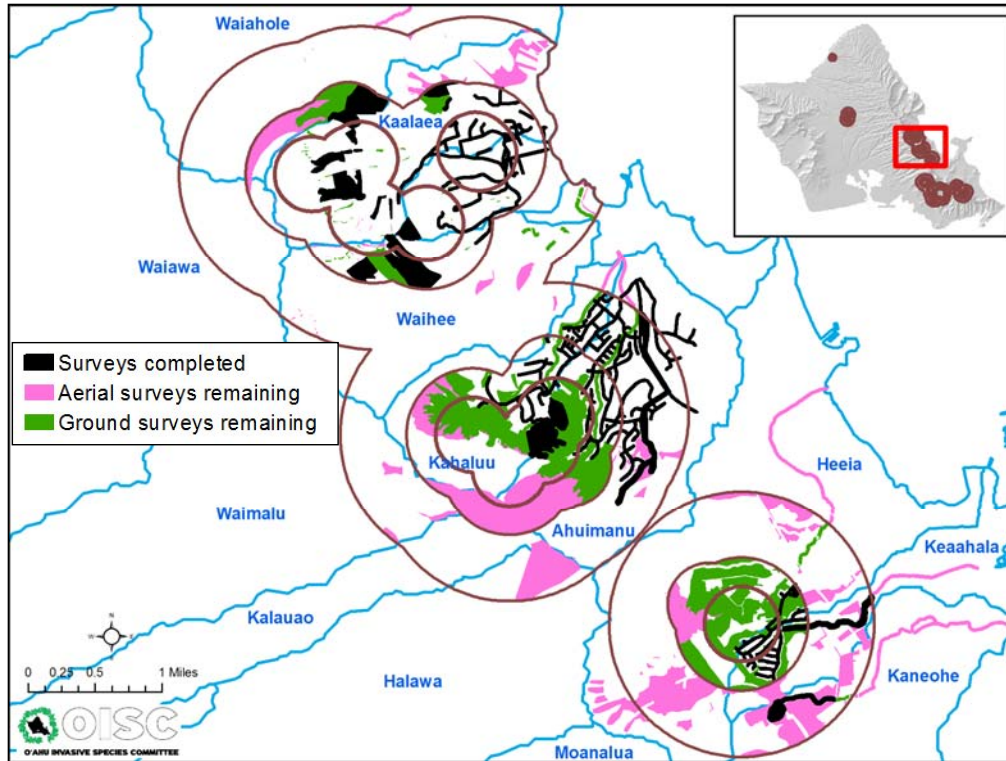 Waiahole
Kaalaea
Waiawa
Waihee
Surveys completed
Aerial surveys remaining
Ground surveys remaining
Kahaluu
Heeia
Waimalu
Ahuimanu
Keaahala
Kalauao
N
W E
S
0 0.25 0.5 1 Miles
Halawa
Kaneohe
OISC
O'AHU INVASIVE SPECIES COMMITTEE
Moanalua